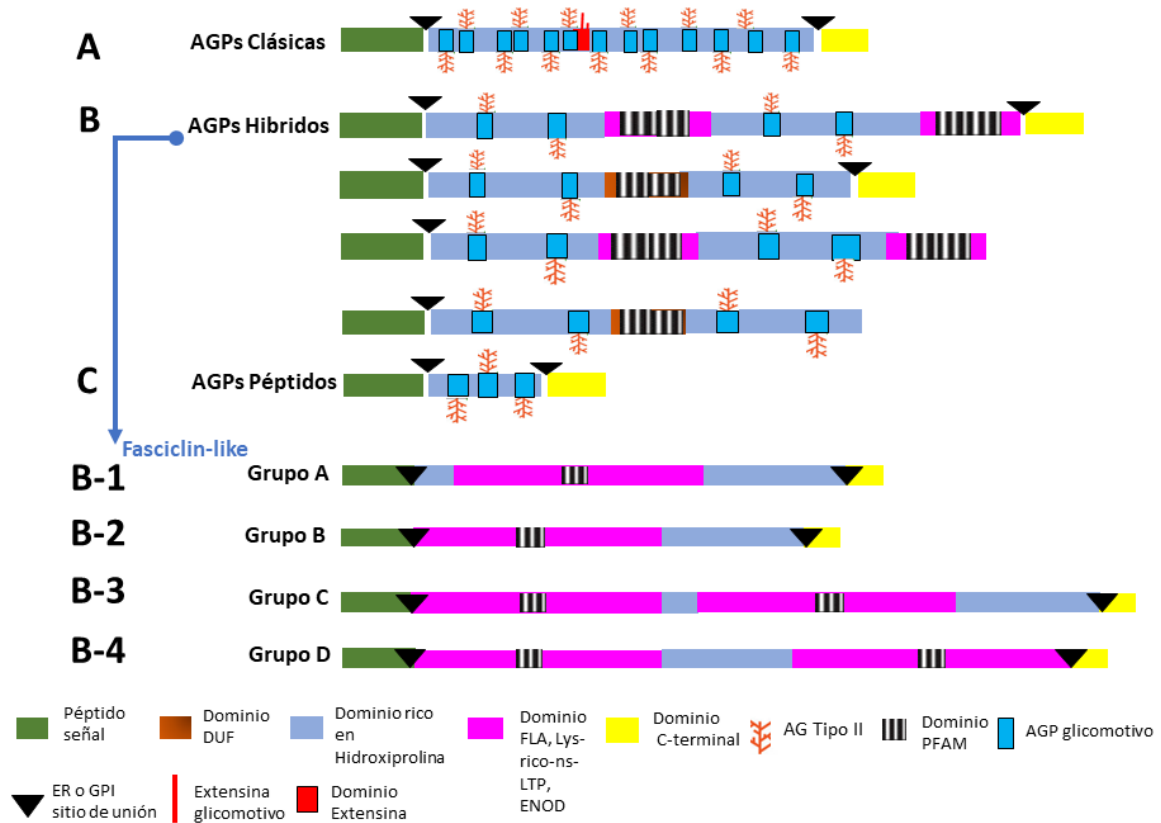 A
AGPs Clásicas
B
AGPs Hibridos
C
AGPs Péptidos
Fasciclin-like
B-1
Grupo A
B-2
Grupo B
B-3
Grupo C
B-4
Grupo D
Péptido
señal
Dominio
DUF
Dominio rico
en
Hidroxiprolina
Dominio
FLA, Lys-
rico-ns-
LTP,
ENOD
Dominio
C-terminal
AG Tipo II
Dominio
PFAM
AGP glicomotivo
ER o GPI
sitio de unión
Extensina
glicomotivo
Dominio
Extensina